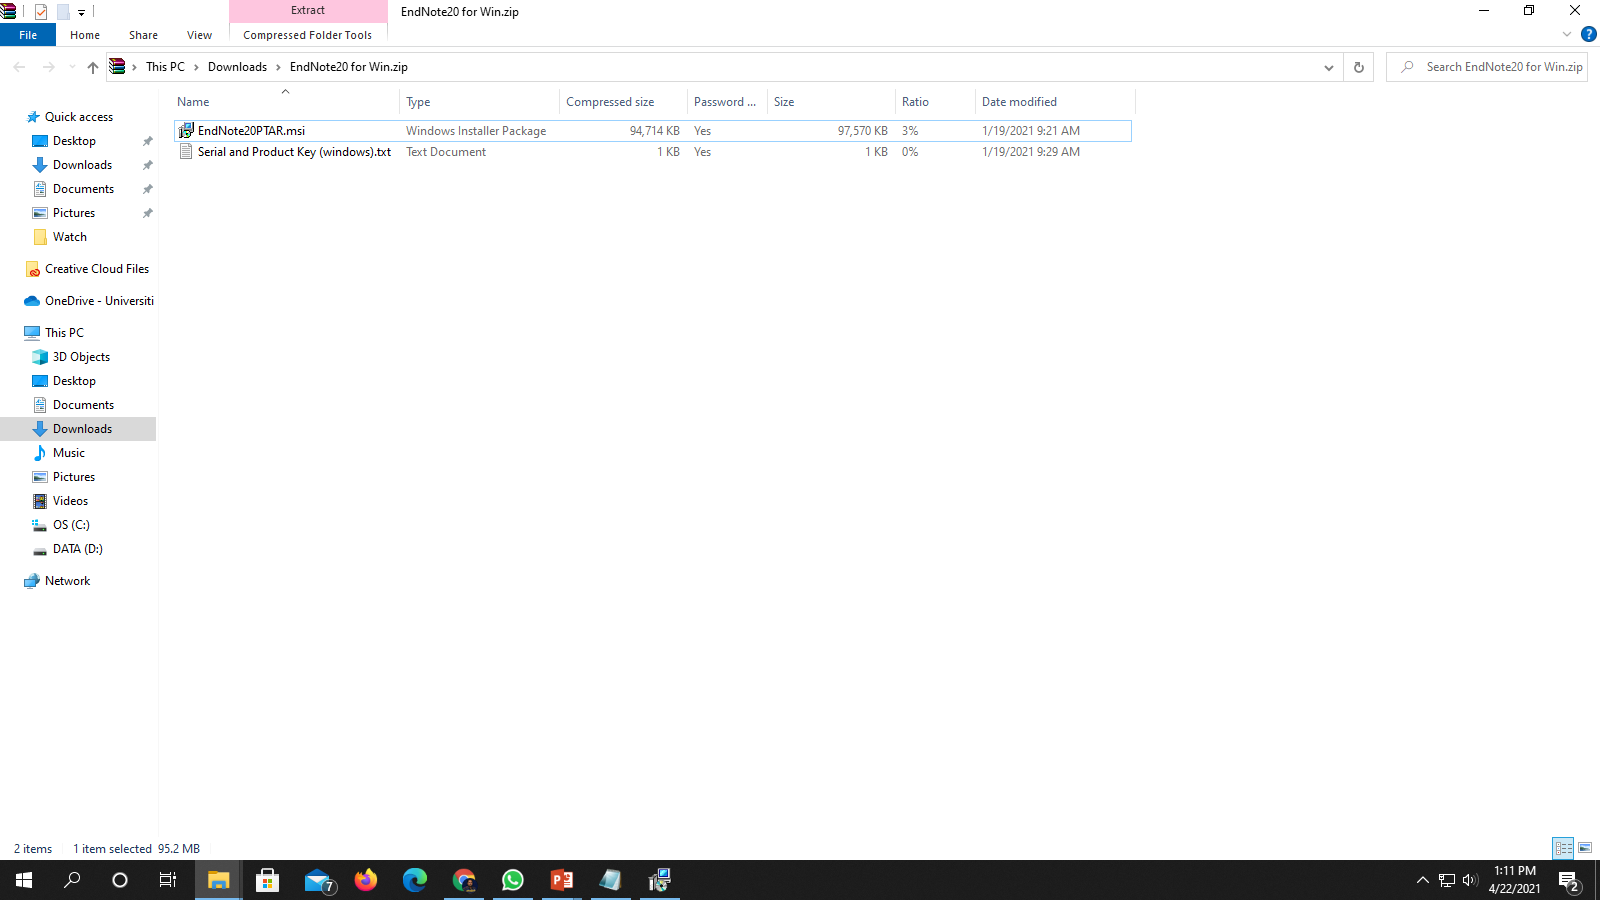 Extract
EndNote20 for Win.zip
File
Home
Share
View
Compressed Folder Tools
?
This PC
Downloads
EndNote20 for Win.zip
Search EndNote20 for Win.zip
Name
Type
Compressed size
Password ...
Size
Ratio
Date modified
EndNote20PTAR.msi
Windows Installer Package
94,714 KB
Yes
97,570 KB
3%
1/19/2021 9:21 AM
Serial and Product Key (windows).txt
Text Document
1 KB
Yes
1 KB
0%
1/19/2021 9:29 AM
Quick access
Desktop
Downloads
Documents
Pictures
Watch
Creative Cloud Files
OneDrive - Universiti
This PC
3D Objects
Desktop
Documents
Downloads
Music
Pictures
Videos
OS (C:)
DATA (D:)
Network
2 items
1 item selected 95.2 MB
7
1:11 PM
4/22/2021
2